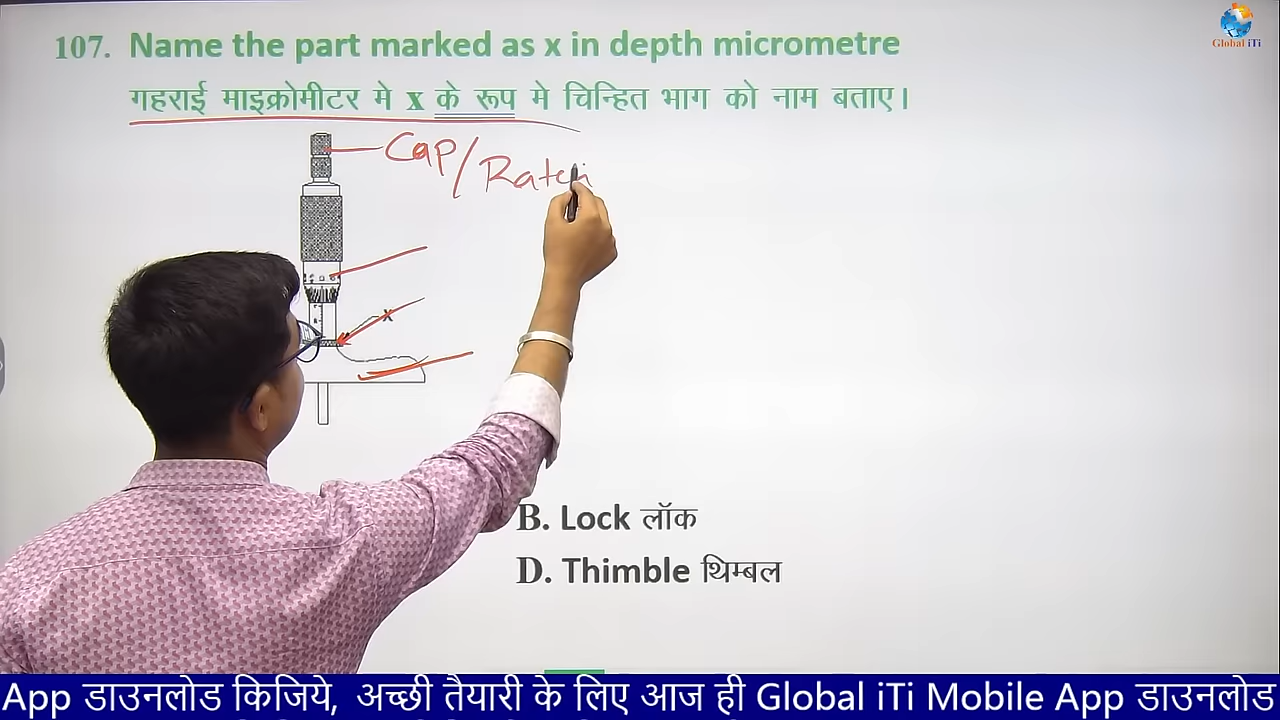 Global iTi
107. Name the part marked as x in depth micrometre
गहराई माइक्रोमीटर मे x के रूप मे चिन्हित भाग को नाम बताए।
Cap/Rate
x
B. Lock लॉक
D. Thimble थिम्बल
App डाउनलोड किजिये, अच्छी तैयारी के लिए आज ही Global iTi Mobile App डाउनलोड